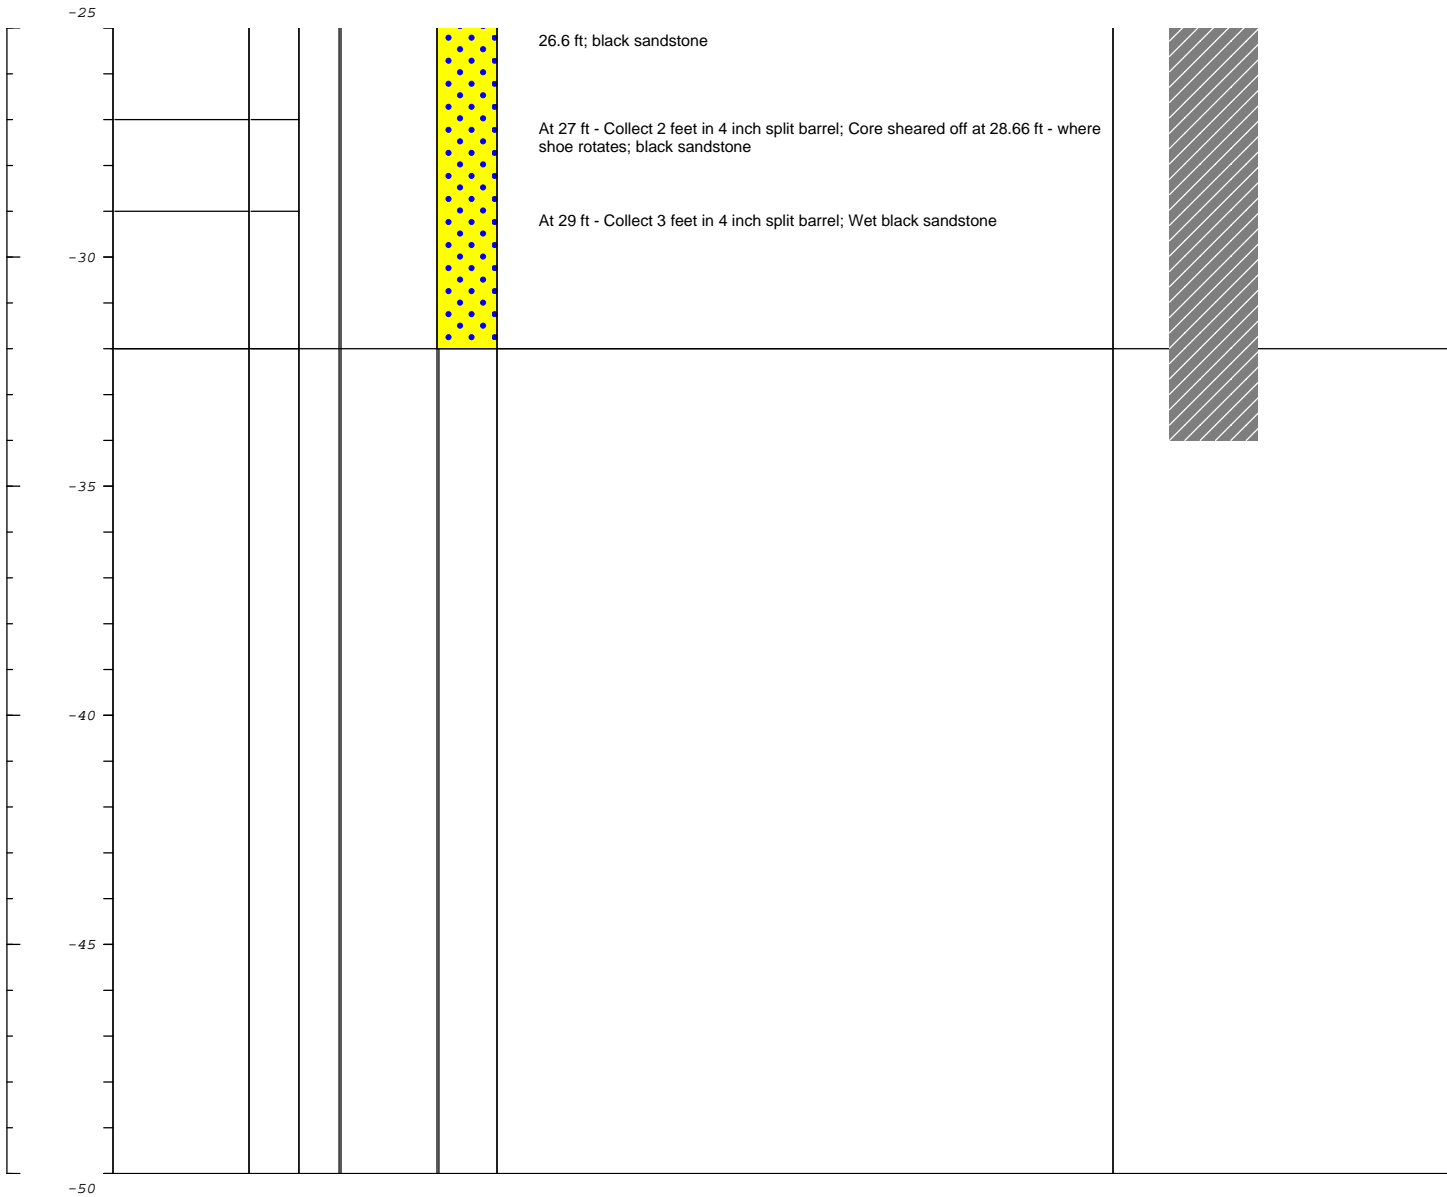 -25
26.6 ft; black sandstone
At 27 ft - Collect 2 feet in 4 inch split barrel; Core sheared off at 28.66 ft - where
shoe rotates; black sandstone
At 29 ft - Collect 3 feet in 4 inch split barrel; Wet black sandstone
-30
-35
-40
-45
-50